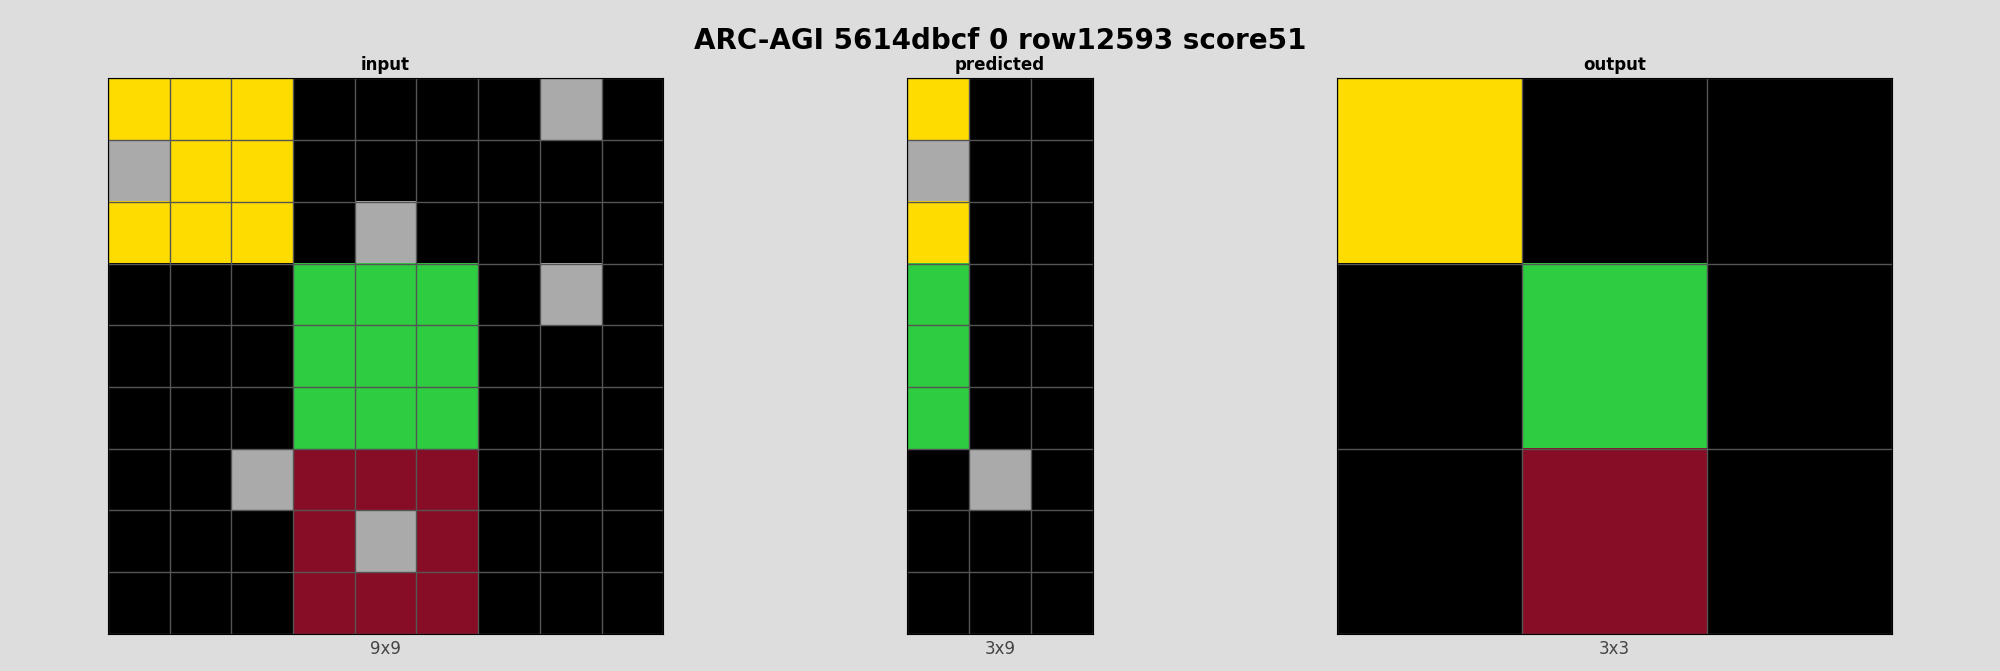 ARC-AGI 5614dbcf 0 row12593 score51
input
predicted
output
9x9
3x9
3x3